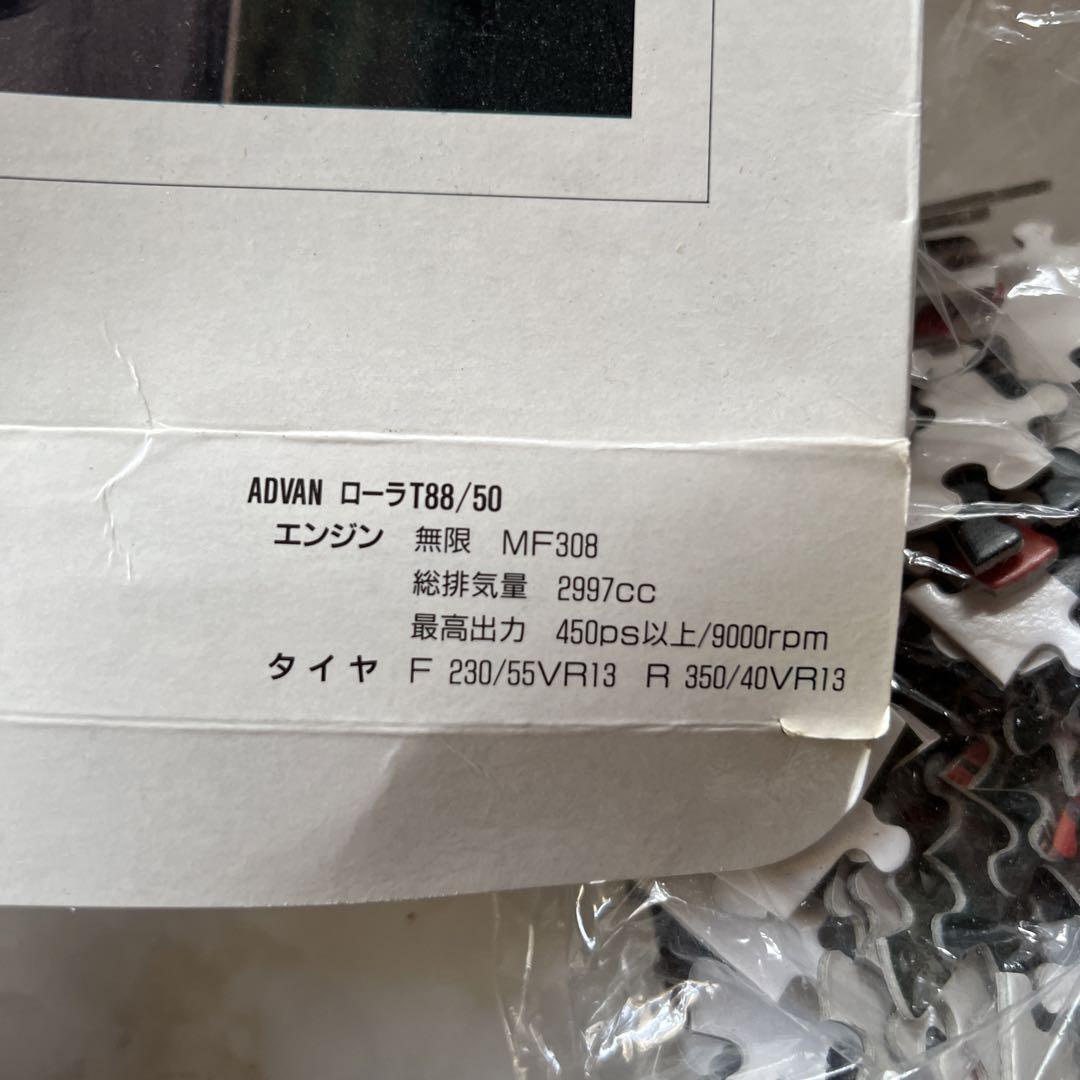 ADVAN ローラT88/50
エンジン 無限 MF308
総排気量 2997cc
最高出力 450ps以上/9000rpm
タイヤ F 230/55VR13 R 350/40VR13